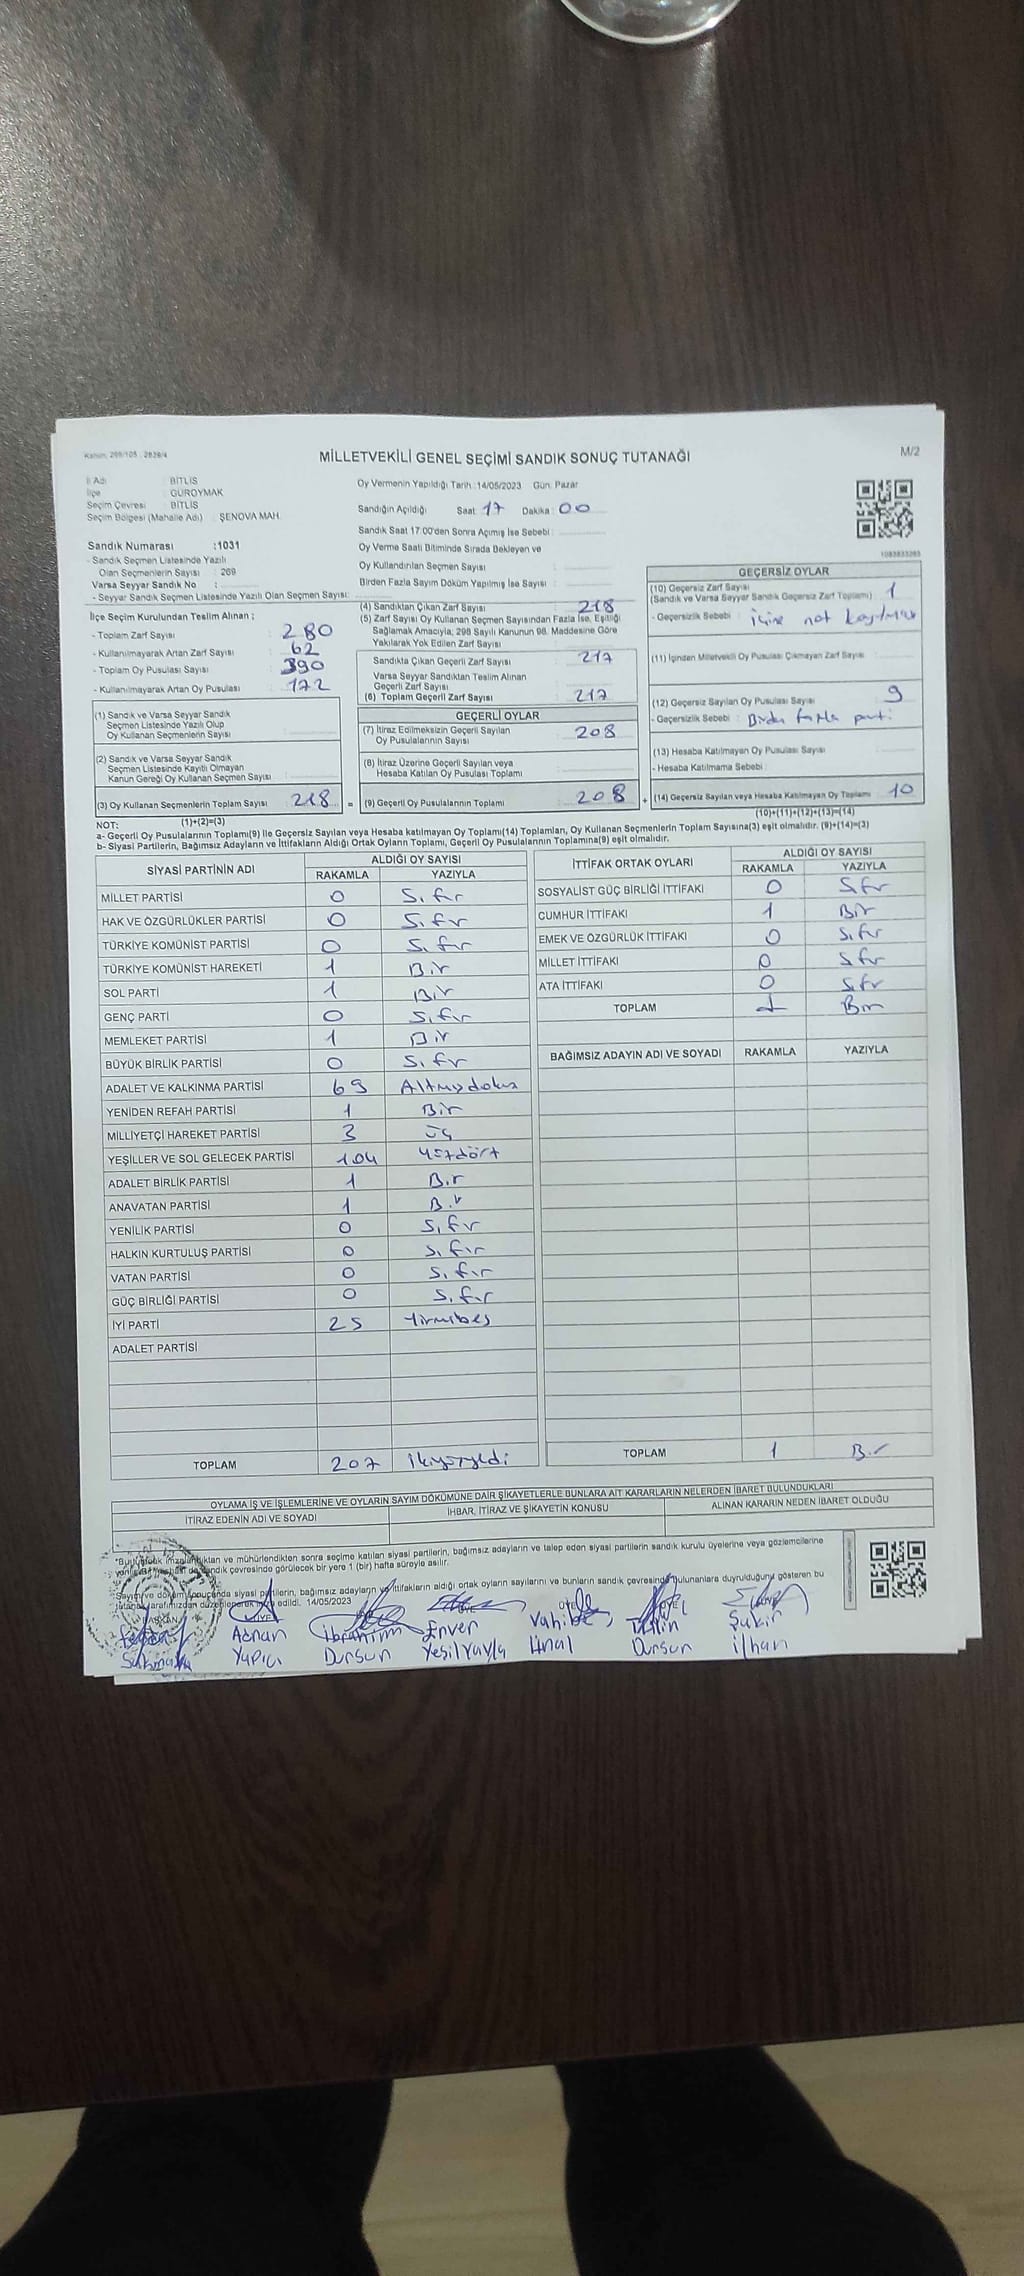 Kanun, 298/105 - 2839/4
MİLLETVEKİLİ GENEL SEÇİMİ SANDIK SONUÇ TUTANAĞI
M/2
İl Adı : BİTLİS
İlçe : GÜROYMAK
Seçim Çevresi : BİTLİS
Seçim Bölgesi (Mahalle Adı) : ŞENOVA MAH.
Oy Vermenin Yapıldığı Tarih : 14/05/2023 Gün: Pazar
Sandığın Açıldığı Saat: 17 Dakika: 00
Sandık Saat 17:00'den Sonra Açımış İse Sebebi :
Oy Verme Saati Bitiminde Sırada Bekleyen ve
Oy Kullandırılan Seçmen Sayısı :
Birden Fazla Sayım Döküm Yapılmış İse Sayısı :
Sandık Numarası :1031
- Sandık Seçmen Listesinde Yazılı
Olan Seçmenlerin Sayısı : 269
Varsa Seyyar Sandık No :
- Seyyar Sandık Seçmen Listesinde Yazılı Olan Seçmen Sayısı:
İlçe Seçim Kurulundan Teslim Alınan ;
- Toplam Zarf Sayısı : 280
- Kullanılmayarak Artan Zarf Sayısı : 62
- Toplam Oy Pusulası Sayısı : 390
- Kullanılmayarak Artan Oy Pusulası : 172
(1) Sandık ve Varsa Seyyar Sandık
Seçmen Listesinde Yazılı Olup
Oy Kullanan Seçmenlerin Sayısı :
(2) Sandık ve Varsa Seyyar Sandık
Seçmen Listesinde Kayıtlı Olmayan
Kanun Gereği Oy Kullanan Seçmen Sayısı :
(3) Oy Kullanan Seçmenlerin Toplam Sayısı : 218 =
(1)+(2)=(3)
(4) Sandıktan Çıkan Zarf Sayısı : 218
(5) Zarf Sayısı Oy Kullanan Seçmen Sayısından Fazla İse, Eşitliği
Sağlamak Amacıyla, 298 Sayılı Kanunun 98. Maddesine Göre
Yakılarak Yok Edilen Zarf Sayısı :
Sandıkta Çıkan Geçerli Zarf Sayısı : 217
Varsa Seyyar Sandıktan Teslim Alınan
Geçerli Zarf Sayısı :
(6) Toplam Geçerli Zarf Sayısı : 217
GEÇERLİ OYLAR
(7) İtiraz Edilmeksizin Geçerli Sayılan
Oy Pusulalarının Sayısı : 208
(8) İtiraz Üzerine Geçerli Sayılan veya
Hesaba Katılan Oy Pusulası Toplamı :
(9) Geçerli Oy Pusulalarının Toplamı : 208 +
GEÇERSİZ OYLAR
(10) Geçersiz Zarf Sayısı
(Sandık ve Varsa Seyyar Sandık Geçersiz Zarf Toplamı) : 1
- Geçersizlik Sebebi : içine not
(11) İçinden Milletvekili Oy Pusulası Çıkmayan Zarf Sayısı :
(12) Geçersiz Sayılan Oy Pusulası Sayısı : 9
- Geçersizlik Sebebi : Birden fazla parti
(13) Hesaba Katılmayan Oy Pusulası Sayısı :
- Hesaba Katılmama Sebebi :
(14) Geçersiz Sayılan veya Hesaba Katılmayan Oy Toplamı : 10
(10)+(11)+(12)+(13)=(14)
NOT:
a- Geçerli Oy Pusulalarının Toplamı(9) ile Geçersiz Sayılan veya Hesaba katılmayan Oy Toplamı(14) Toplamları, Oy Kullanan Seçmenlerin Toplam Sayısına(3) eşit olmalıdır. (9)+(14)=(3)
b- Siyasi Partilerin, Bağımsız Adayların ve İttifakların Aldığı Ortak Oyların Toplamı, Geçerli Oy Pusulalarının Toplamına(9) eşit olmalıdır.
SİYASİ PARTİNİN ADI ALDIĞI OY SAYISI
RAKAMLA YAZIYLA
MİLLET PARTİSİ 0 Sıfır
HAK VE ÖZGÜRLÜKLER PARTİSİ 0 Sıfır
TÜRKİYE KOMÜNİST PARTİSİ 0 Sıfır
TÜRKİYE KOMÜNİST HAREKETİ 1 Bir
SOL PARTİ 1 Bir
GENÇ PARTİ 0 Sıfır
MEMLEKET PARTİSİ 1 Bir
BÜYÜK BİRLİK PARTİSİ 0 Sıfır
ADALET VE KALKINMA PARTİSİ 69 Altmışdokuz
YENİDEN REFAH PARTİSİ 1 Bir
MİLLİYETÇİ HAREKET PARTİSİ 3 üç
YEŞİLLER VE SOL GELECEK PARTİSİ 104 Yüzdört
ADALET BİRLİK PARTİSİ 1 Bir
ANAVATAN PARTİSİ 1 Bir
YENİLİK PARTİSİ 0 Sıfır
HALKIN KURTULUŞ PARTİSİ 0 Sıfır
VATAN PARTİSİ 0 Sıfır
GÜÇ BİRLİĞİ PARTİSİ 0 Sıfır
İYİ PARTİ 25 Yirmibeş
ADALET PARTİSİ
TOPLAM 207 ikiyüzyedi
İTTİFAK ORTAK OYLARI ALDIĞI OY SAYISI
RAKAMLA YAZIYLA
SOSYALİST GÜÇ BİRLİĞİ İTTİFAKI 0 Sıfır
CUMHUR İTTİFAKI 1 Bir
EMEK VE ÖZGÜRLÜK İTTİFAKI 0 Sıfır
MİLLET İTTİFAKI 0 Sıfır
ATA İTTİFAKI 0 Sıfır
TOPLAM 1 Bir
BAĞIMSIZ ADAYIN ADI VE SOYADI RAKAMLA YAZIYLA
TOPLAM 1 Bir
OYLAMA İŞ VE İŞLEMLERİNE VE OYLARIN SAYIM DÖKÜMÜNE DAİR ŞİKAYETLERLE BUNLARA AİT KARARLARIN NELERDEN İBARET BULUNDUKLARI
İTİRAZ EDENİN ADI VE SOYADI İHBAR, İTİRAZ VE ŞİKAYETİN KONUSU ALINAN KARARIN NEDEN İBARET OLDUĞU
imzalandıktan ve mühürlendikten sonra seçime katılan siyasi partilerin, bağımsız adayların ve talep eden siyasi partilerin sandık kurulu üyelerine veya gözlemcilerine
sandık çevresinde görülecek bir yere 1 (bir) hafta süreyle asılır.
siyasi partilerin, bağımsız adayların ve ittifakların aldığı ortak oyların sayılarını ve bunların sandık çevresinde bulunanlara duyrulduğunu gösteren bu
edildi. 14/05/2023
Adnan İbrahim Enver Vahibe Şakir
Yapıcı Dursun Yeşilyayla Ünal Dursun İlhan